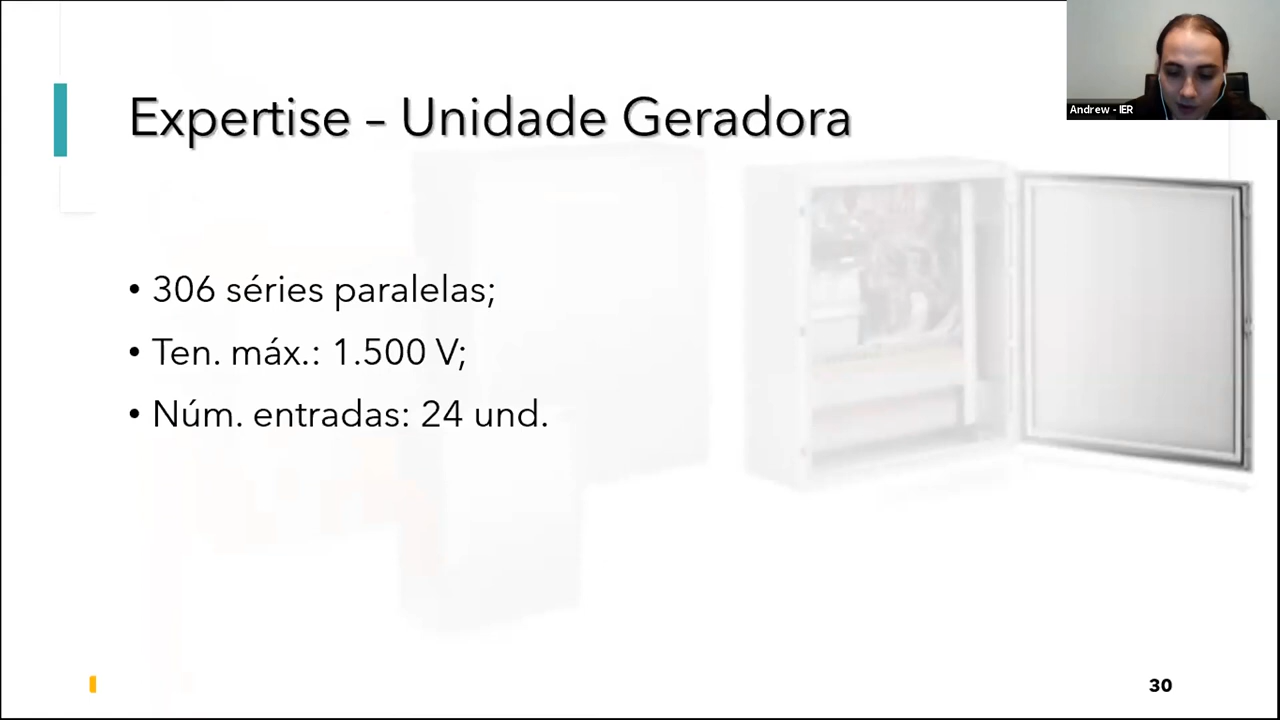 Expertise – Unidade Geradora
Andrew - IER
• 306 séries paralelas;
• Ten. máx.: 1.500 V;
• Núm. entradas: 24 und.
30